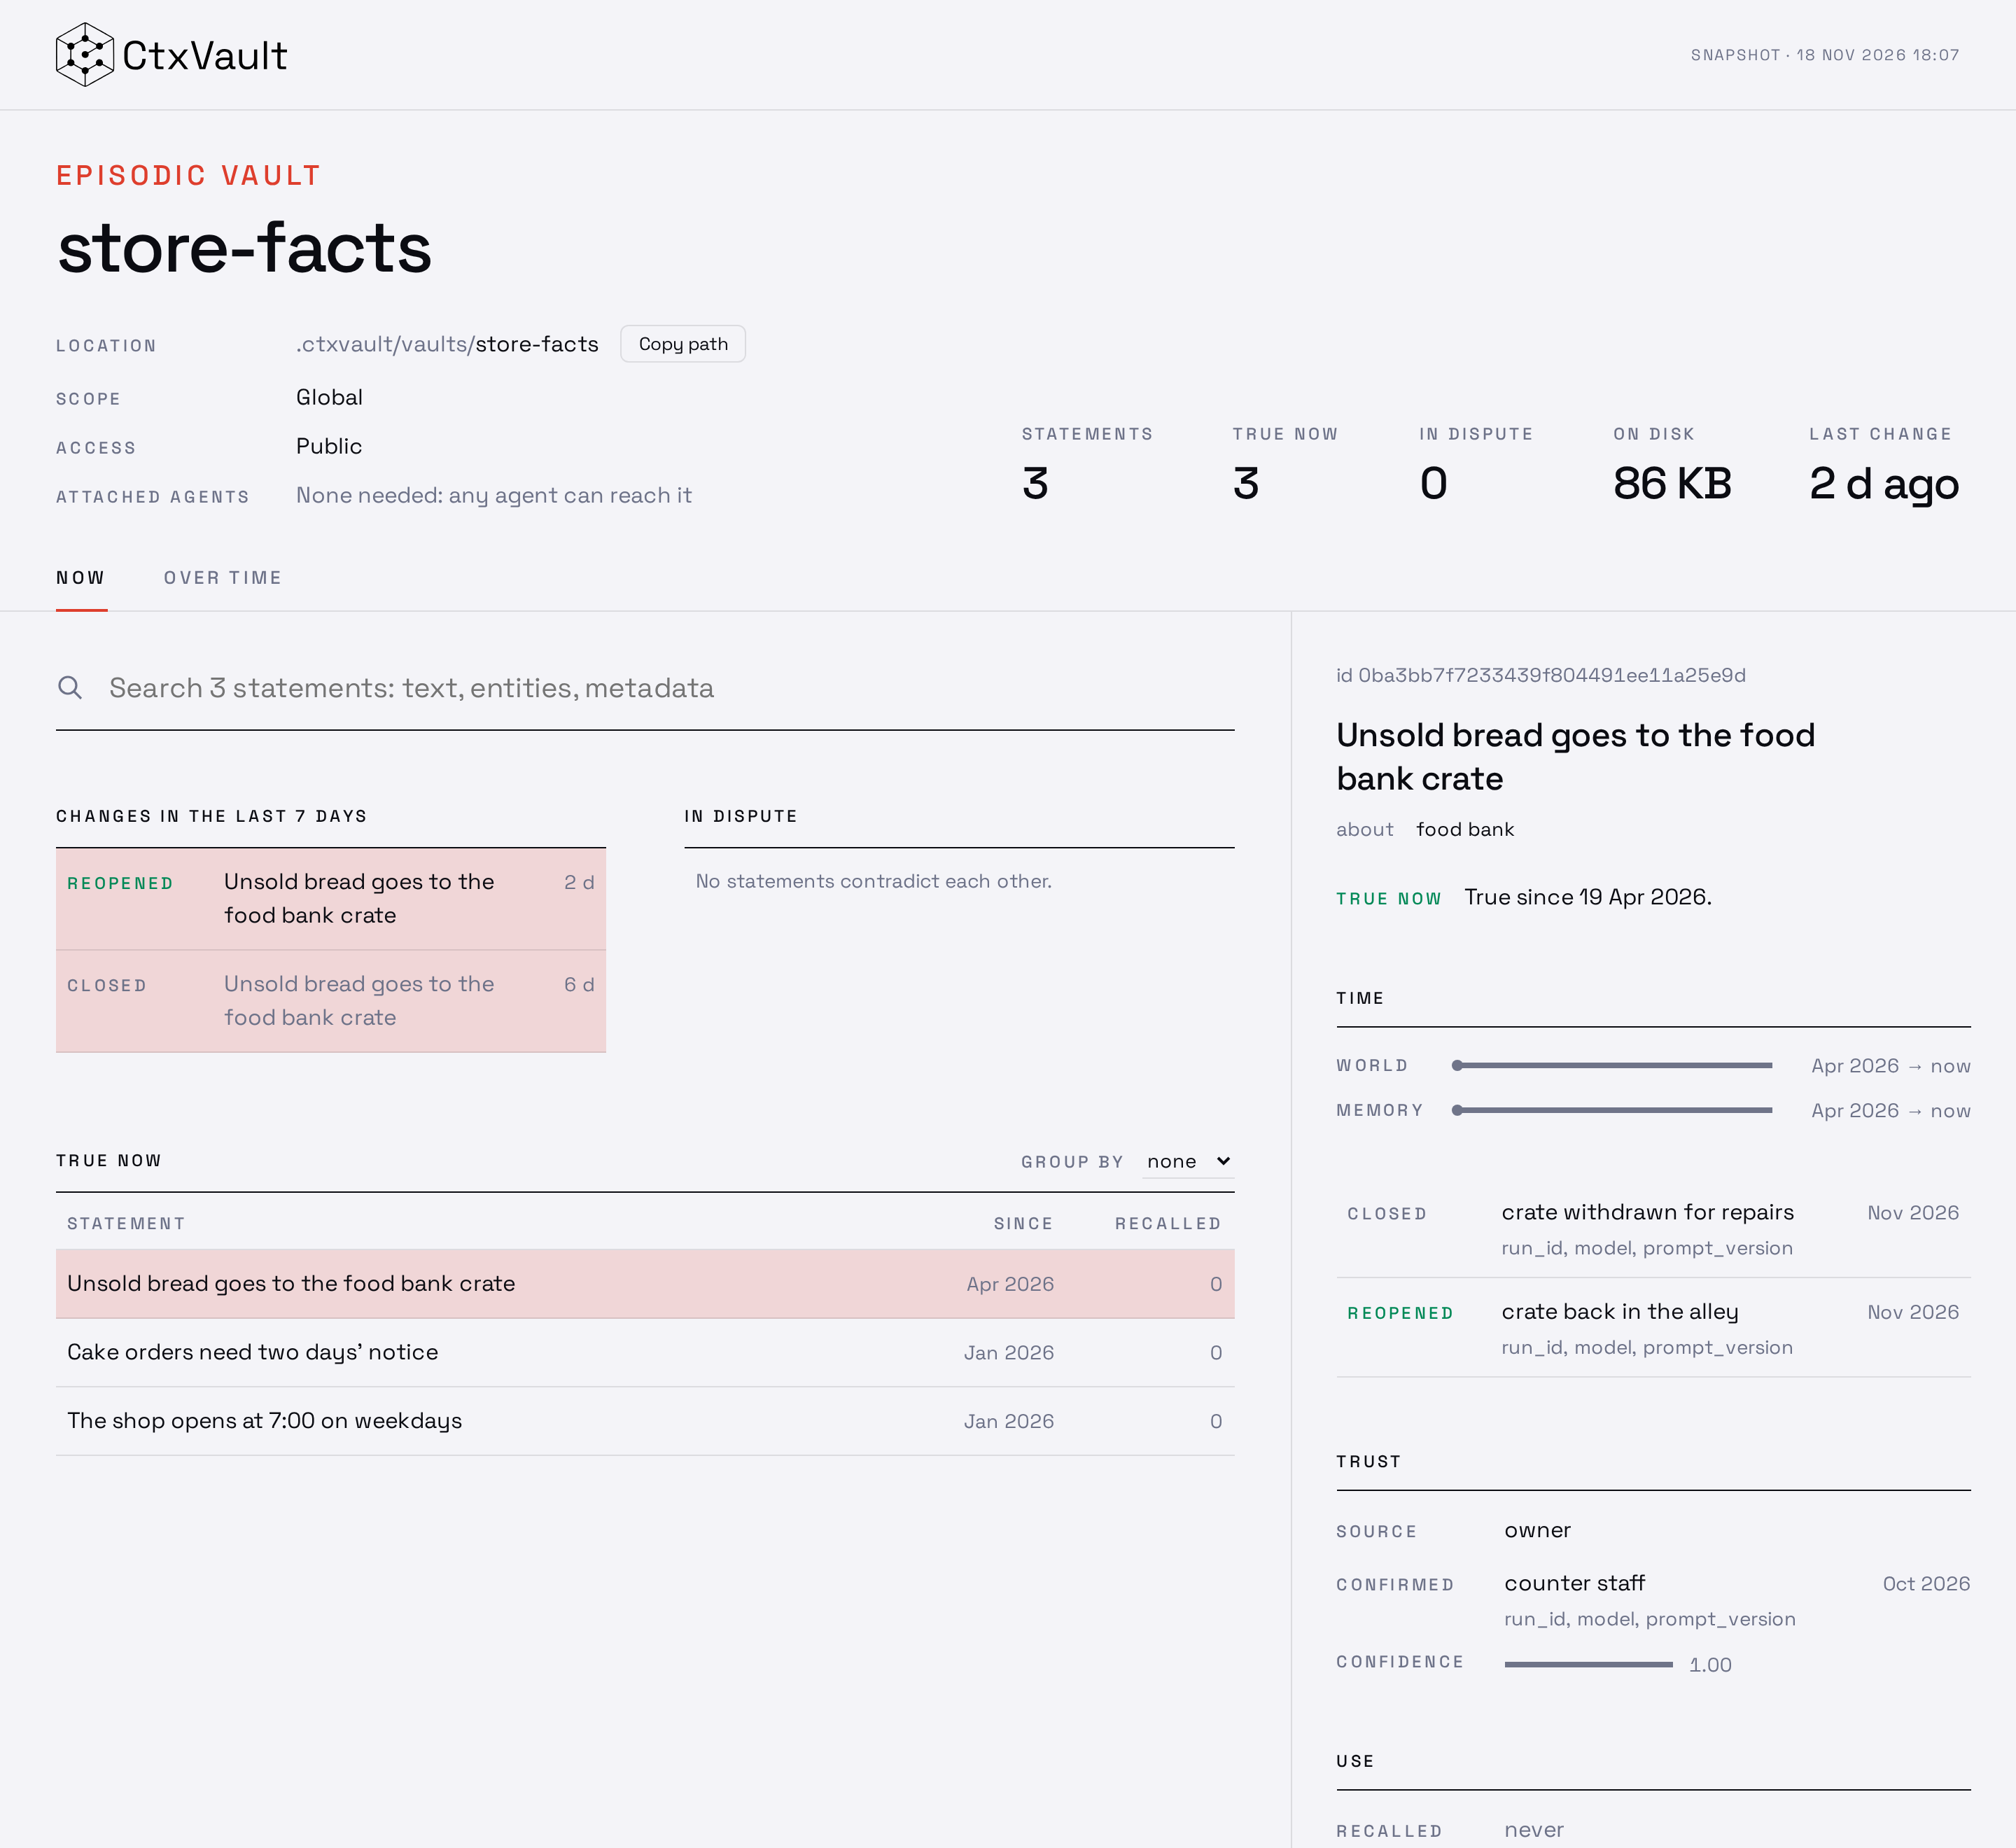 CtxVault
SNAPSHOT · 18 NOV 2026 18:07
EPISODIC VAULT
store-facts
LOCATION .ctxvault/vaults/store-facts Copy path
SCOPE Global
ACCESS Public
ATTACHED AGENTS None needed: any agent can reach it
STATEMENTS TRUE NOW IN DISPUTE ON DISK LAST CHANGE
3 3 0 86 KB 2 d ago
NOW OVER TIME
Search 3 statements: text, entities, metadata
CHANGES IN THE LAST 7 DAYS
REOPENED Unsold bread goes to the 2 d
food bank crate
CLOSED Unsold bread goes to the 6 d
food bank crate
IN DISPUTE
No statements contradict each other.
TRUE NOW GROUP BY none
STATEMENT SINCE RECALLED
Unsold bread goes to the food bank crate Apr 2026 0
Cake orders need two days’ notice Jan 2026 0
The shop opens at 7:00 on weekdays Jan 2026 0
id 0ba3bb7f7233439f804491ee11a25e9d
Unsold bread goes to the food
bank crate
about food bank
TRUE NOW True since 19 Apr 2026.
TIME
WORLD Apr 2026 → now
MEMORY Apr 2026 → now
CLOSED crate withdrawn for repairs Nov 2026
run_id, model, prompt_version
REOPENED crate back in the alley Nov 2026
run_id, model, prompt_version
TRUST
SOURCE owner
CONFIRMED counter staff Oct 2026
run_id, model, prompt_version
CONFIDENCE 1.00
USE
RECALLED never